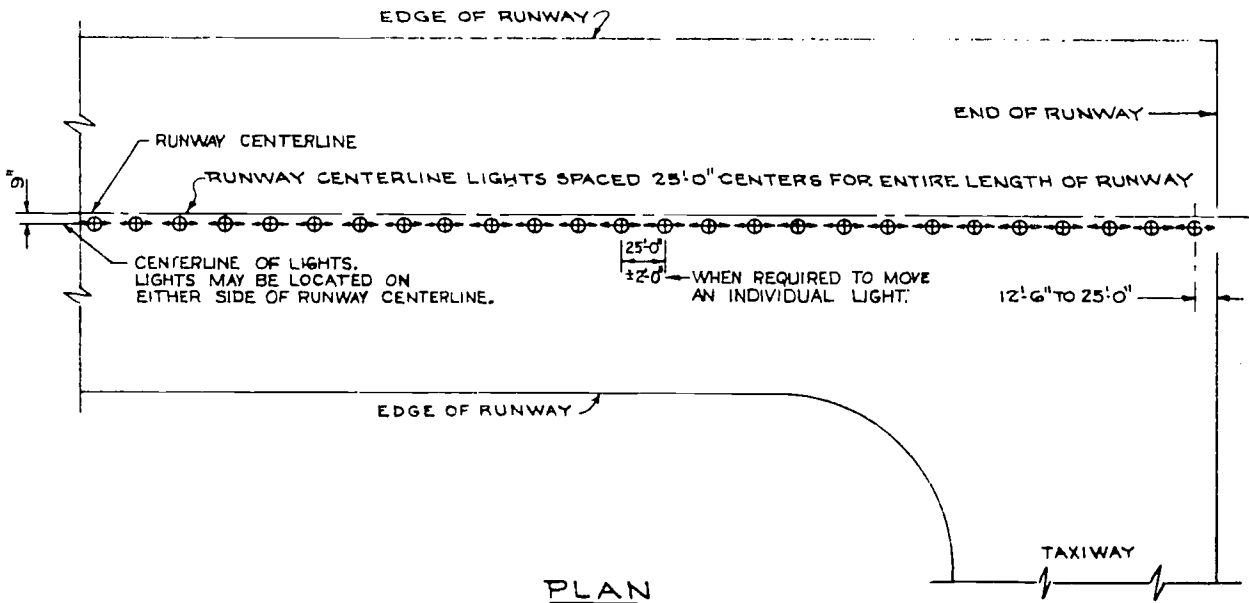 EDGE OF RUNWAY
END OF RUNWAY
RUNWAY CENTERLINE
9"
RUNWAY CENTERLINE LIGHTS SPACED 25'-0" CENTERS FOR ENTIRE LENGTH OF RUNWAY
CENTERLINE OF LIGHTS.
LIGHTS MAY BE LOCATED ON
EITHER SIDE OF RUNWAY CENTERLINE.
25'-0"
±2'-0"
WHEN REQUIRED TO MOVE
AN INDIVIDUAL LIGHT.
12'-6" TO 25'-0"
EDGE OF RUNWAY
TAXIWAY
PLAN